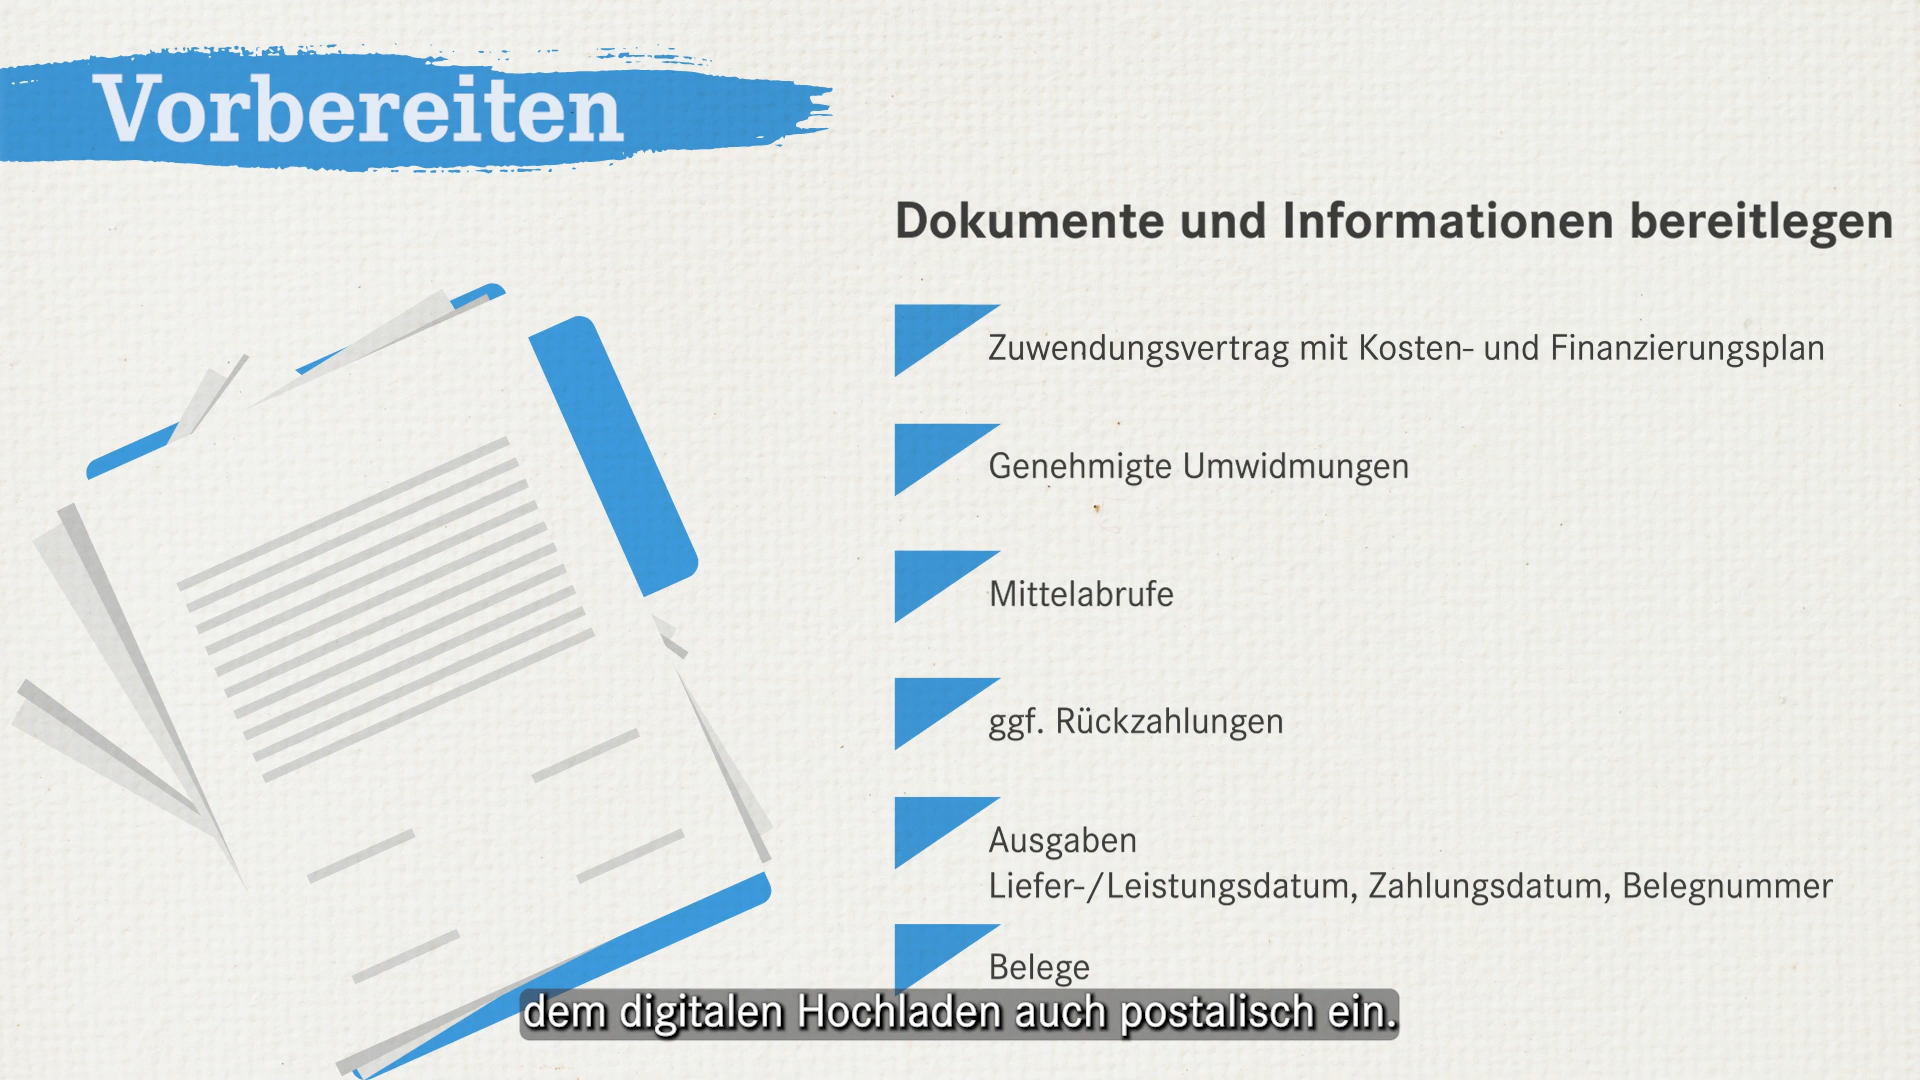 Vorbereiten
Dokumente und Informationen bereitlegen
Zuwendungsvertrag mit Kosten- und Finanzierungsplan
Genehmigte Umwidmungen
Mittelabrufe
ggf. Rückzahlungen
Ausgaben
Liefer-/Leistungsdatum, Zahlungsdatum, Belegnummer
Belege
dem digitalen Hochladen auch postalisch ein.